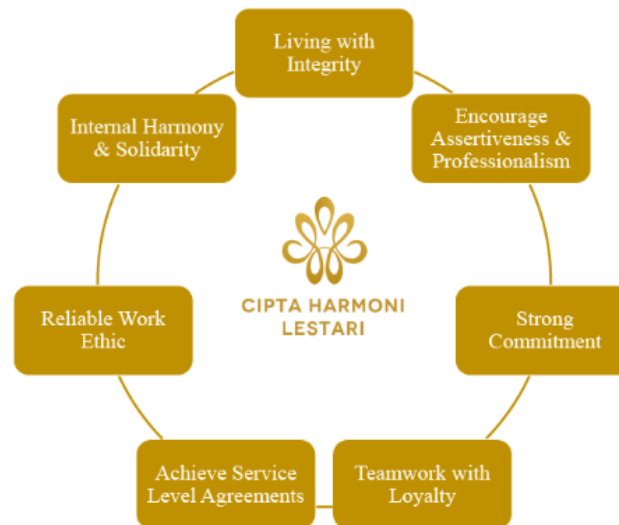 Living with
Integrity
Encourage
Assertiveness &
Professionalism
Strong
Commitment
Teamwork with
Loyalty
Achieve Service
Level Agreements
Reliable Work
Ethic
Internal Harmony
& Solidarity
CIPTA HARMONI
LESTARI